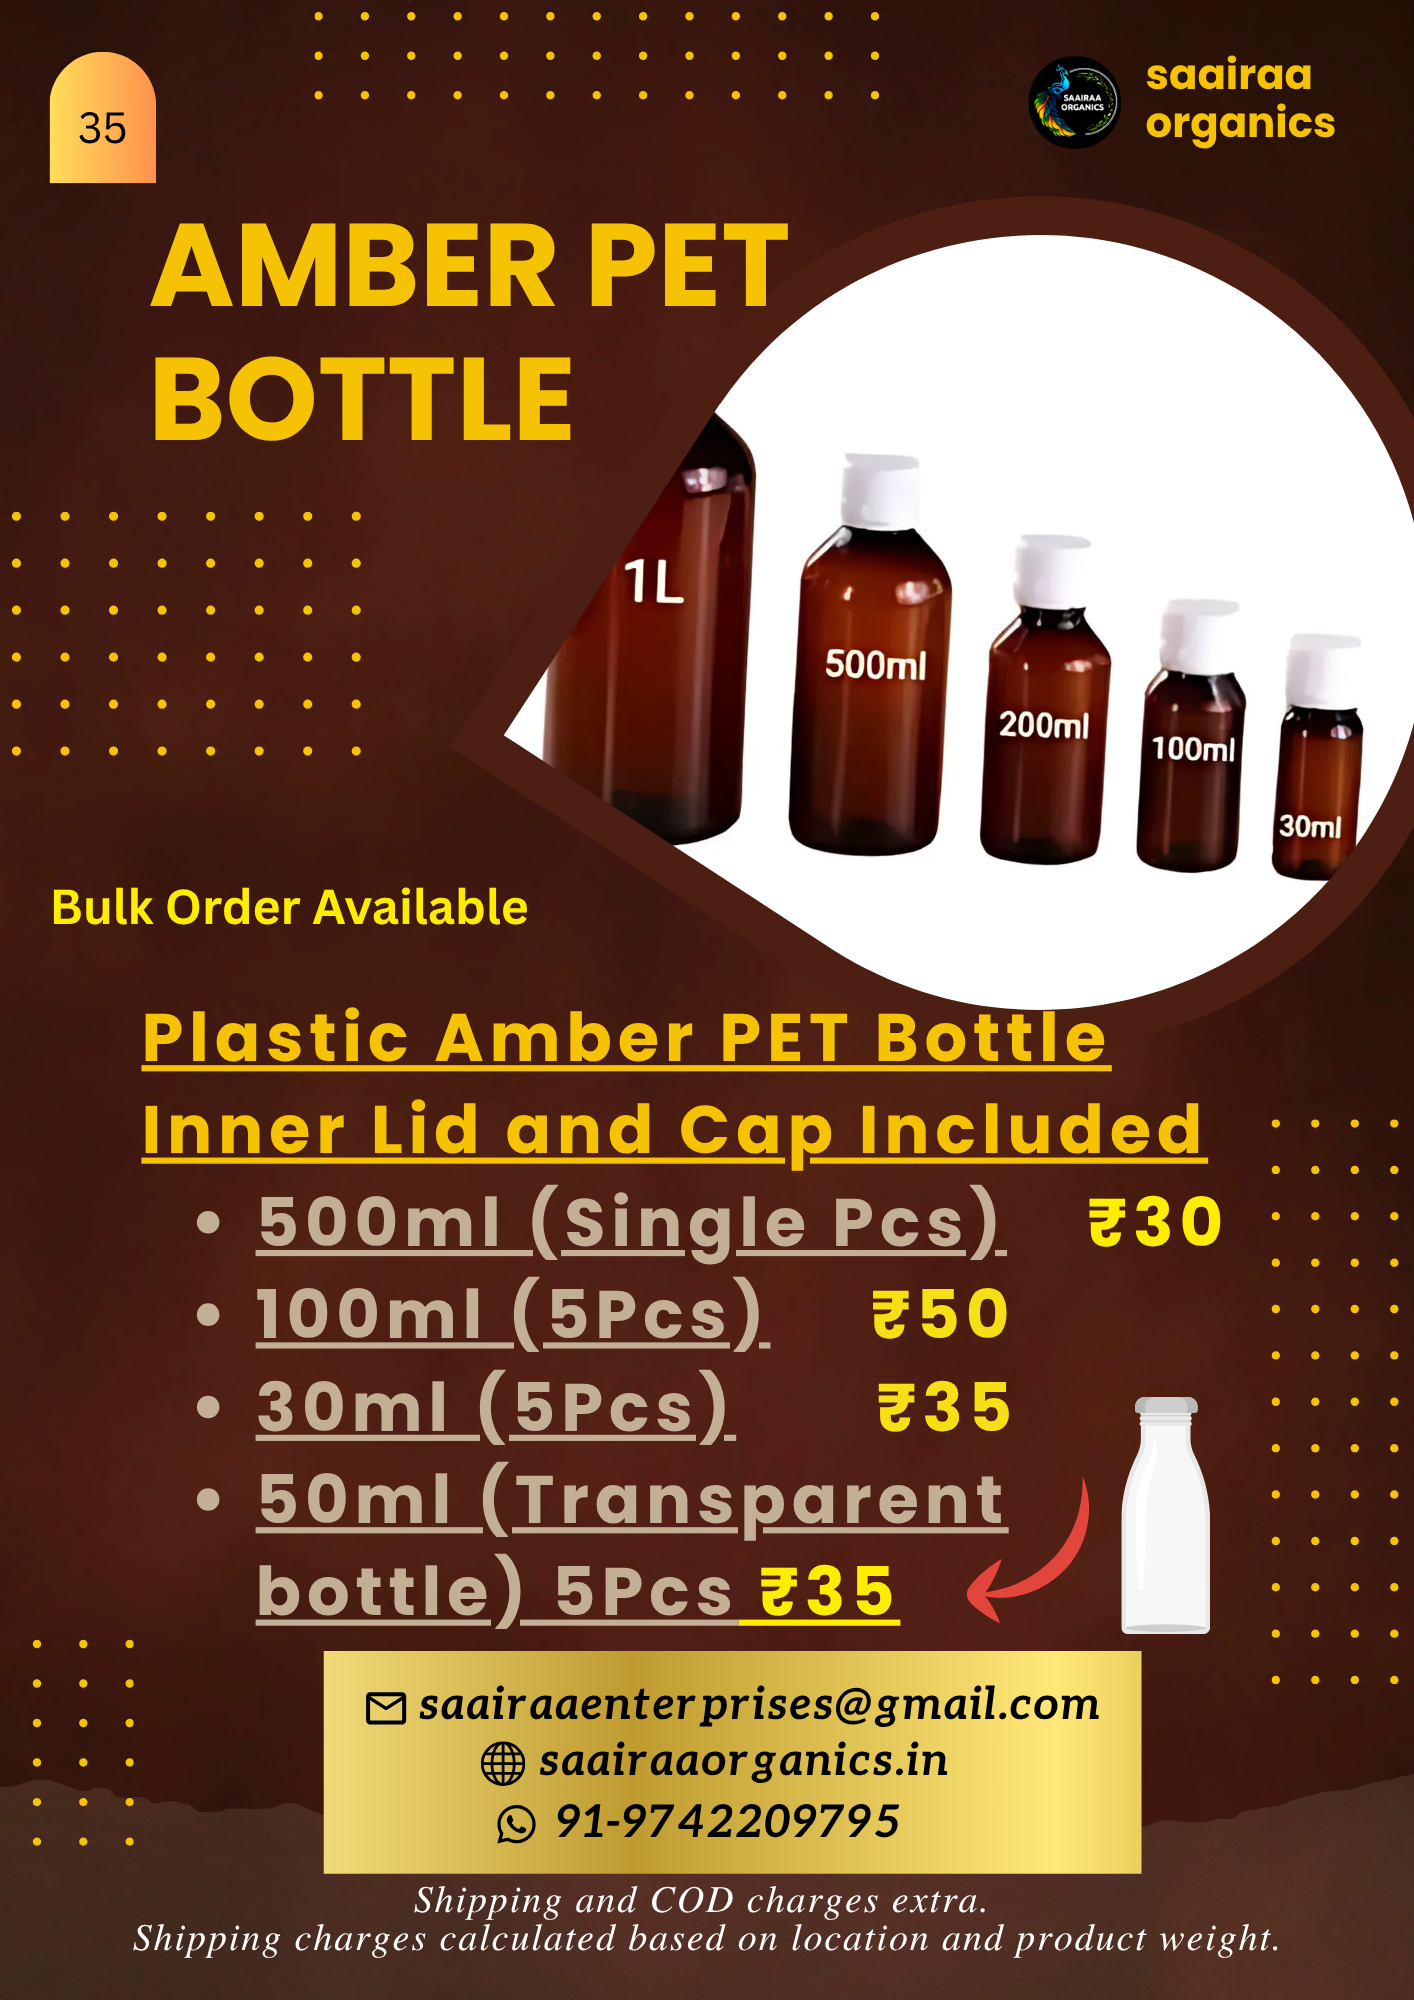 35
SAAIRAA
ORGANICS
saairaa
organics
AMBER PET
BOTTLE
1L
500ml
200ml
100ml
30ml
Bulk Order Available
Plastic Amber PET Bottle
Inner Lid and Cap Included
• 500ml (Single Pcs) ₹30
• 100ml (5Pcs) ₹50
• 30ml (5Pcs) ₹35
• 50ml (Transparent
bottle) 5Pcs ₹35
saairaaenterprises@gmail.com
saairaaorganics.in
91-9742209795
Shipping and COD charges extra.
Shipping charges calculated based on location and product weight.